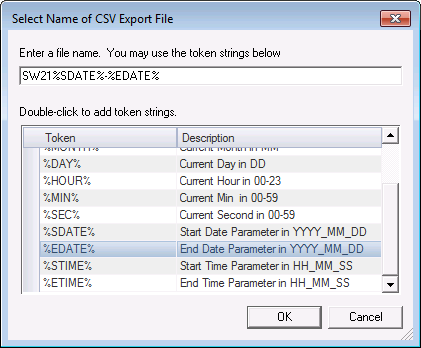 Select Name of CSV Export File
Enter a file name. You may use the token strings below
SW21%SDATE%-%EDATE%
Double-click to add token strings.
Token Description
%MONTH% Current Month in MM
%DAY% Current Day in DD
%HOUR% Current Hour in 00-23
%MIN% Current Min in 00-59
%SEC% Current Second in 00-59
%SDATE% Start Date Parameter in YYYY_MM_DD
%EDATE% End Date Parameter in YYYY_MM_DD
%STIME% Start Time Parameter in HH_MM_SS
%ETIME% End Time Parameter in HH_MM_SS
OK Cancel